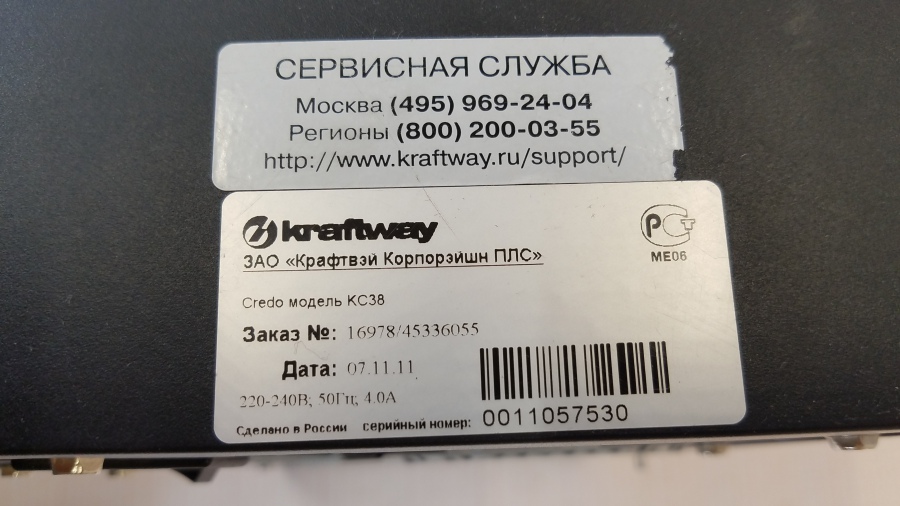 СЕРВИСНАЯ СЛУЖБА
Москва (495) 969-24-04
Регионы (800) 200-03-55
http://www.kraftway.ru/support/
kraftway
РСТ
МЕ06
ЗАО «Крафтвэй Корпорэйшн ПЛС»
Credo модель KC38
Заказ №: 16978/45336055
Дата: 07.11.11
220-240В; 50Гц; 4.0А
Сделано в России серийный номер: 0011057530